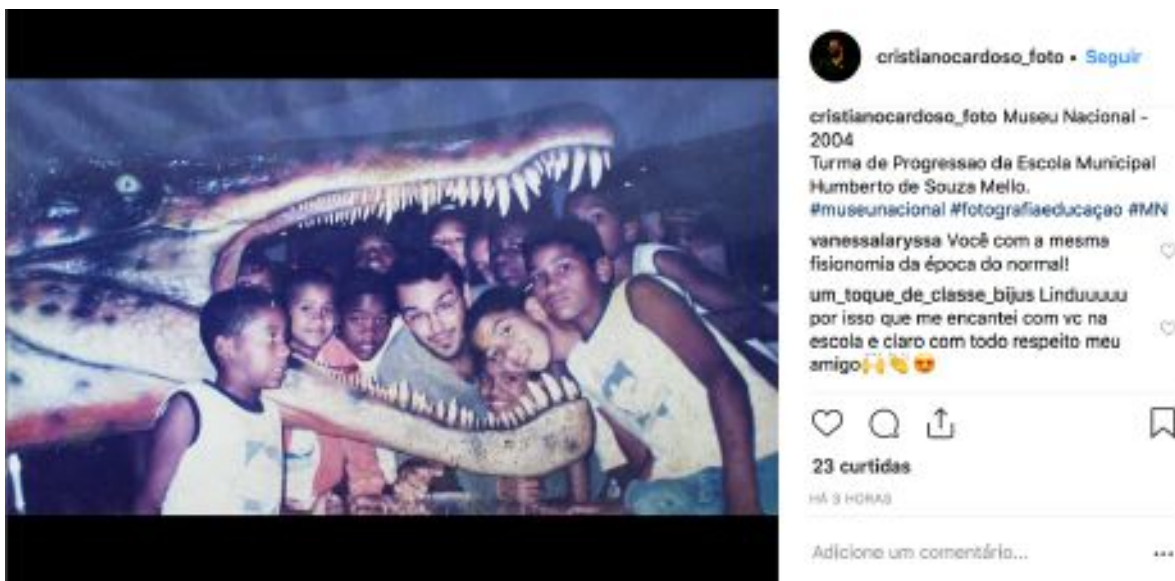 cristianocardoso_foto • Seguir
cristianocardoso_foto Museu Nacional -
2004
Turma de Progressao da Escola Municipal
Humberto de Souza Mello.
#museunacional #fotografiaeducaçao #MN
vanessalaryssa Você com a mesma
fisionomia da época do normal!
um_toque_de_classe_bijus Linduuuuu
por isso que me encantei com vc na
escola e claro com todo respeito meu
amigo🙌👏😍
23 curtidas
HÁ 3 HORAS
Adicione um comentário...